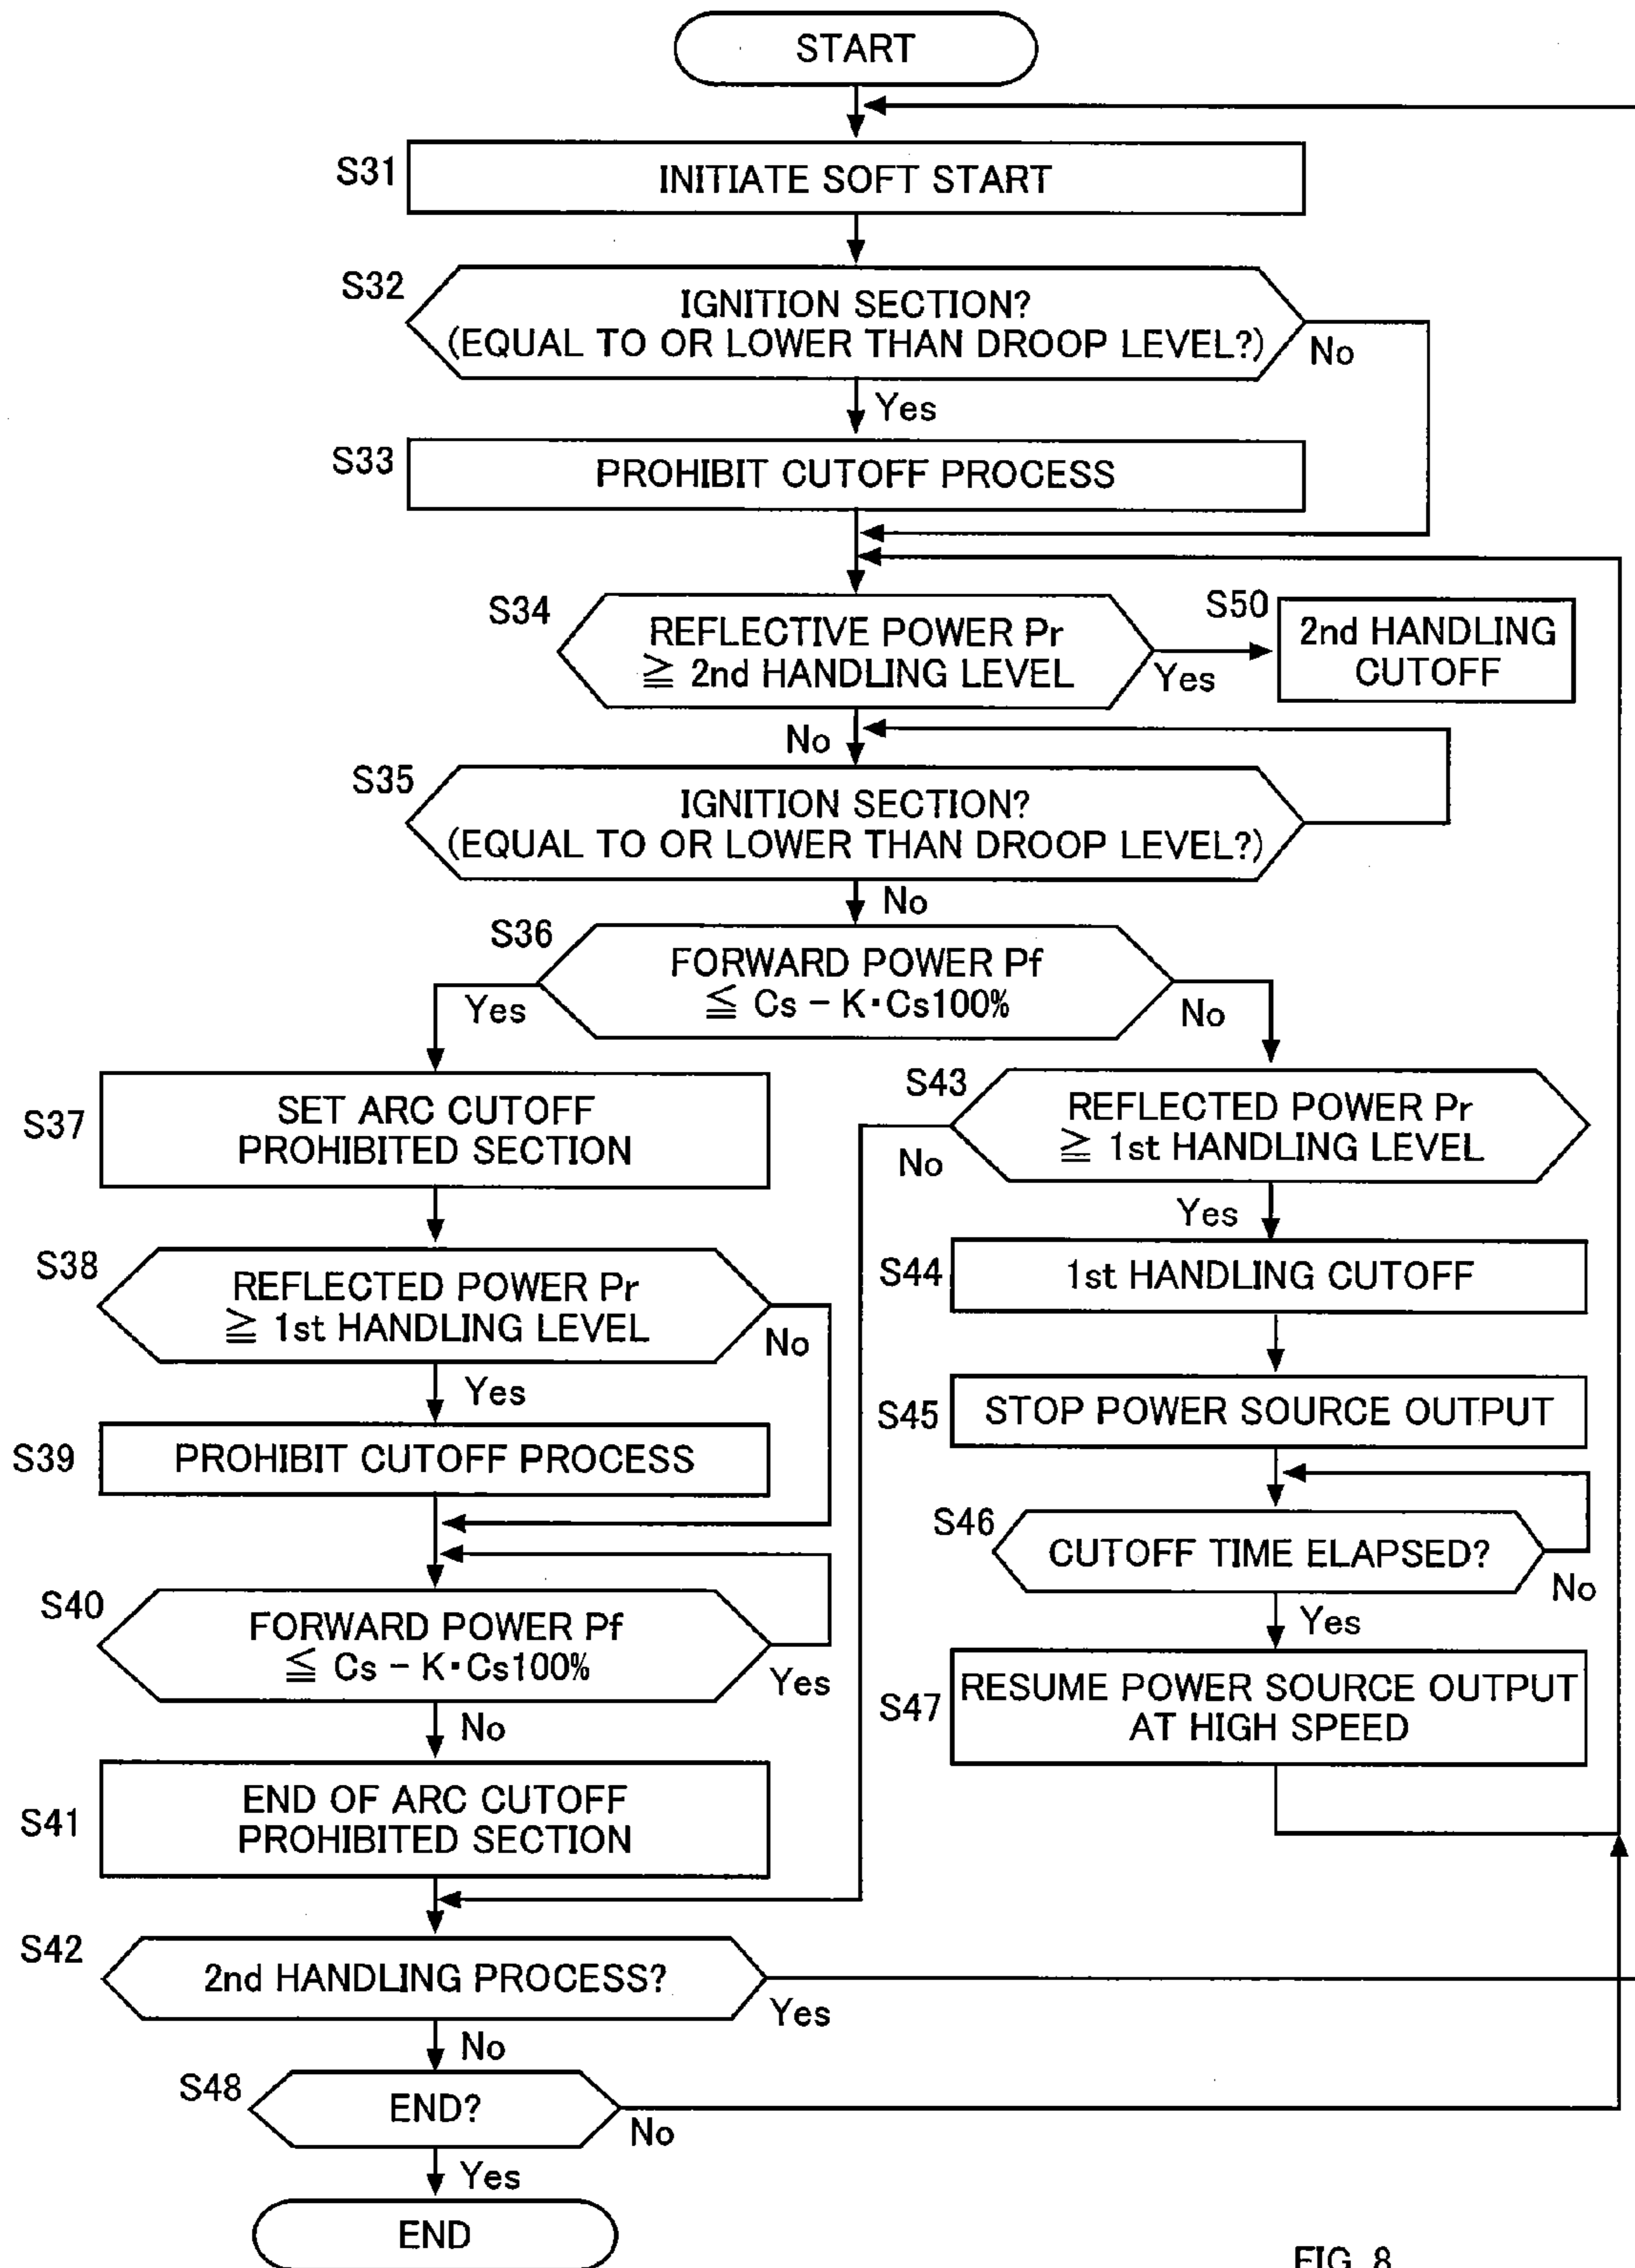 START
S31
INITIATE SOFT START
S32
IGNITION SECTION?
(EQUAL TO OR LOWER THAN DROOP LEVEL?)
No
Yes
S33
PROHIBIT CUTOFF PROCESS
S34
REFLECTIVE POWER Pr
≧ 2nd HANDLING LEVEL
Yes
S50
2nd HANDLING
CUTOFF
No
S35
IGNITION SECTION?
(EQUAL TO OR LOWER THAN DROOP LEVEL?)
No
S36
FORWARD POWER Pf
≦ Cs − K・Cs100%
Yes
No
S37
SET ARC CUTOFF
PROHIBITED SECTION
S43
REFLECTED POWER Pr
≧ 1st HANDLING LEVEL
No
Yes
S38
REFLECTED POWER Pr
≧ 1st HANDLING LEVEL
No
Yes
S44
1st HANDLING CUTOFF
S39
PROHIBIT CUTOFF PROCESS
S45
STOP POWER SOURCE OUTPUT
S46
CUTOFF TIME ELAPSED?
No
Yes
S40
FORWARD POWER Pf
≦ Cs − K・Cs100%
Yes
No
S47
RESUME POWER SOURCE OUTPUT
AT HIGH SPEED
S41
END OF ARC CUTOFF
PROHIBITED SECTION
S42
2nd HANDLING PROCESS?
Yes
No
S48
END?
No
Yes
END
FIG. 8